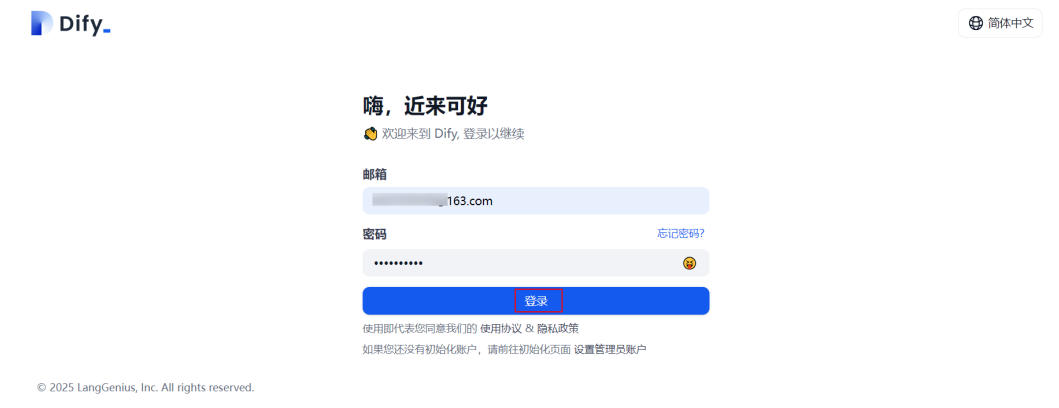 Dify_
简体中文
嗨，近来可好
欢迎来到 Dify, 登录以继续
邮箱
163.com
密码 忘记密码?
登录
使用即代表您同意我们的 使用协议 & 隐私政策
如果您还没有初始化账户，请前往初始化页面 设置管理员账户
© 2025 LangGenius, Inc. All rights reserved.